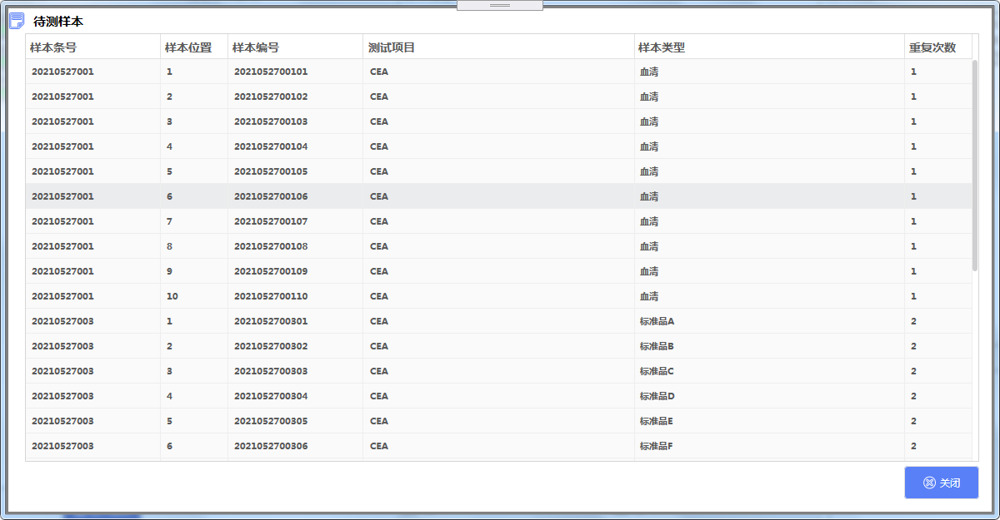 待测样本
样本条号 样本位置 样本编号 测试项目 样本类型 重复次数
20210527001 1 2021052700101 CEA 血清 1
20210527001 2 2021052700102 CEA 血清 1
20210527001 3 2021052700103 CEA 血清 1
20210527001 4 2021052700104 CEA 血清 1
20210527001 5 2021052700105 CEA 血清 1
20210527001 6 2021052700106 CEA 血清 1
20210527001 7 2021052700107 CEA 血清 1
20210527001 8 2021052700108 CEA 血清 1
20210527001 9 2021052700109 CEA 血清 1
20210527001 10 2021052700110 CEA 血清 1
20210527003 1 2021052700301 CEA 标准品A 2
20210527003 2 2021052700302 CEA 标准品B 2
20210527003 3 2021052700303 CEA 标准品C 2
20210527003 4 2021052700304 CEA 标准品D 2
20210527003 5 2021052700305 CEA 标准品E 2
20210527003 6 2021052700306 CEA 标准品F 2
关闭